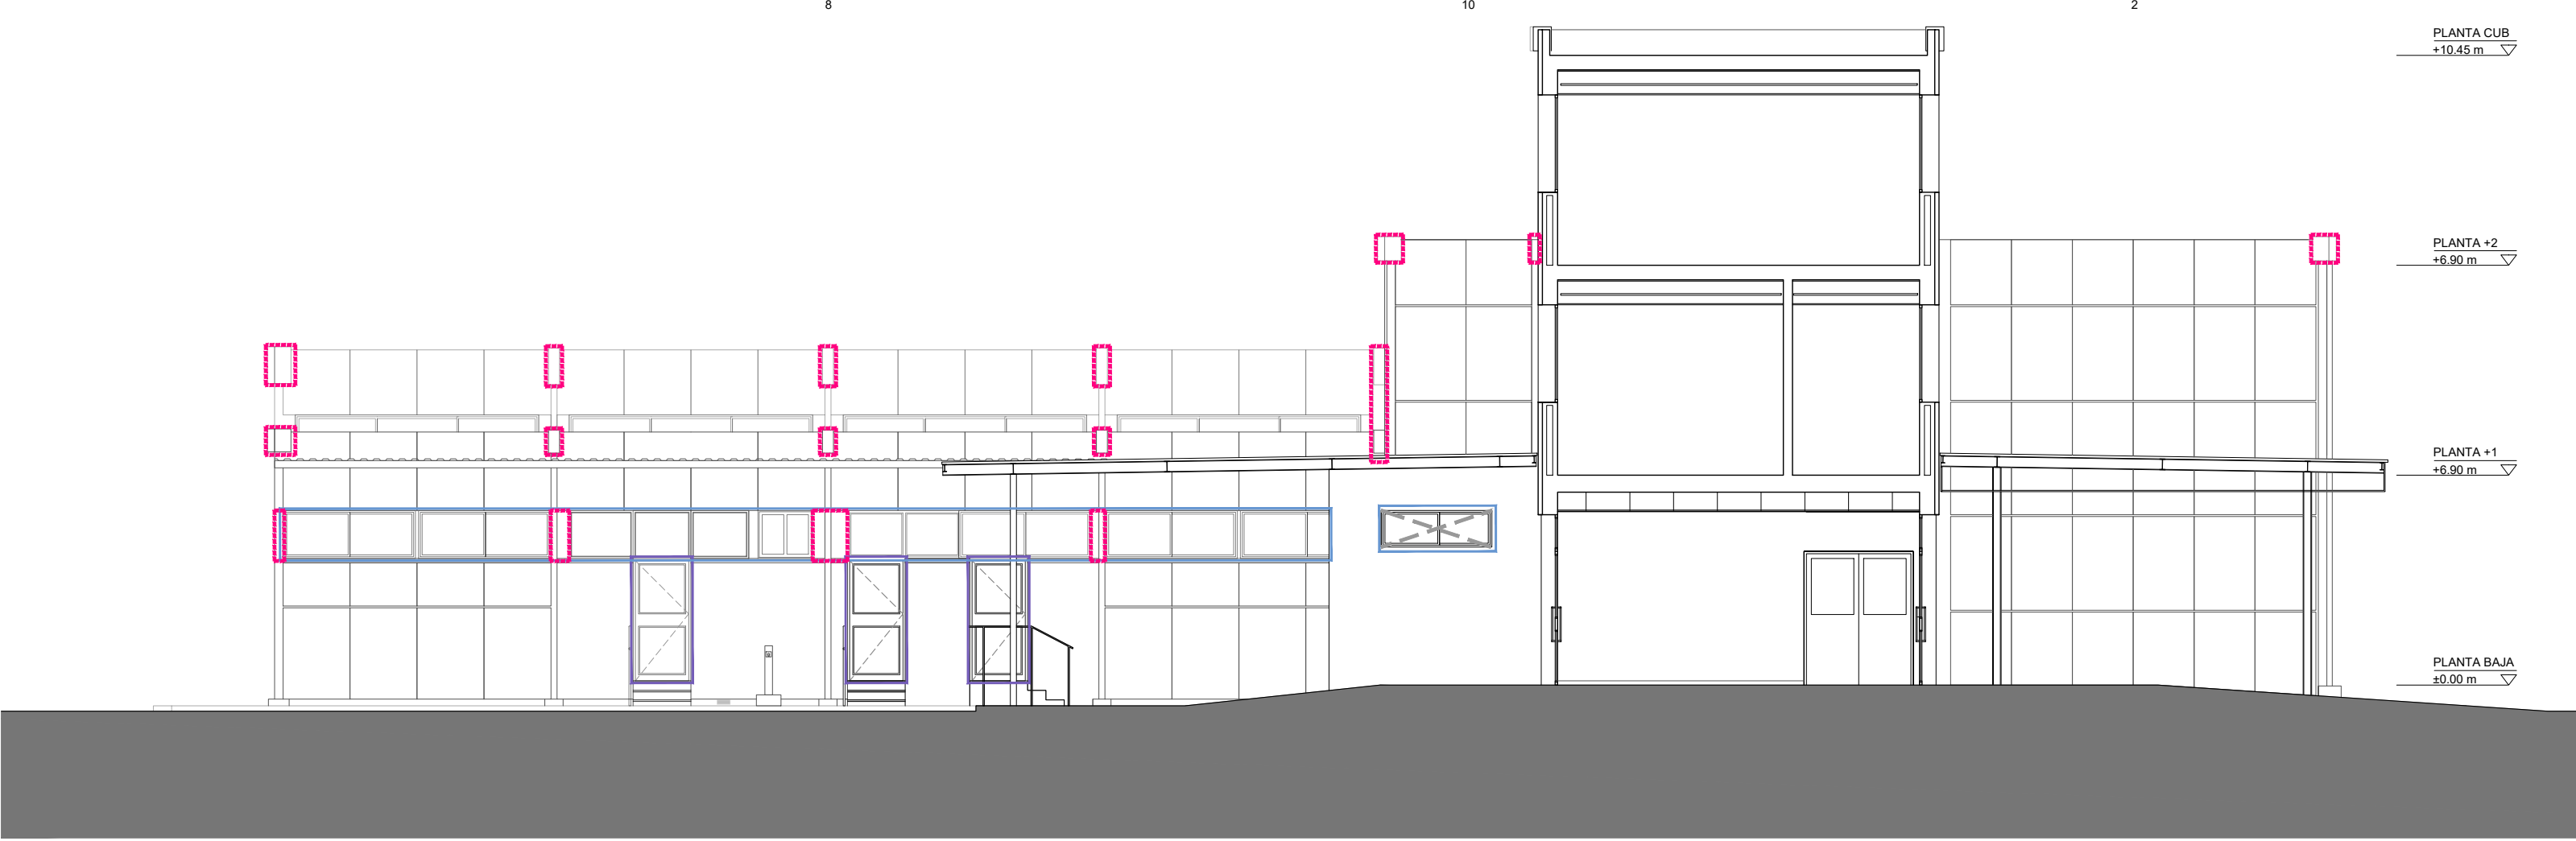 8
10
2
PLANTA CUB
+10.45 m
PLANTA +2
+6.90 m
PLANTA +1
+6.90 m
PLANTA BAJA
±0.00 m